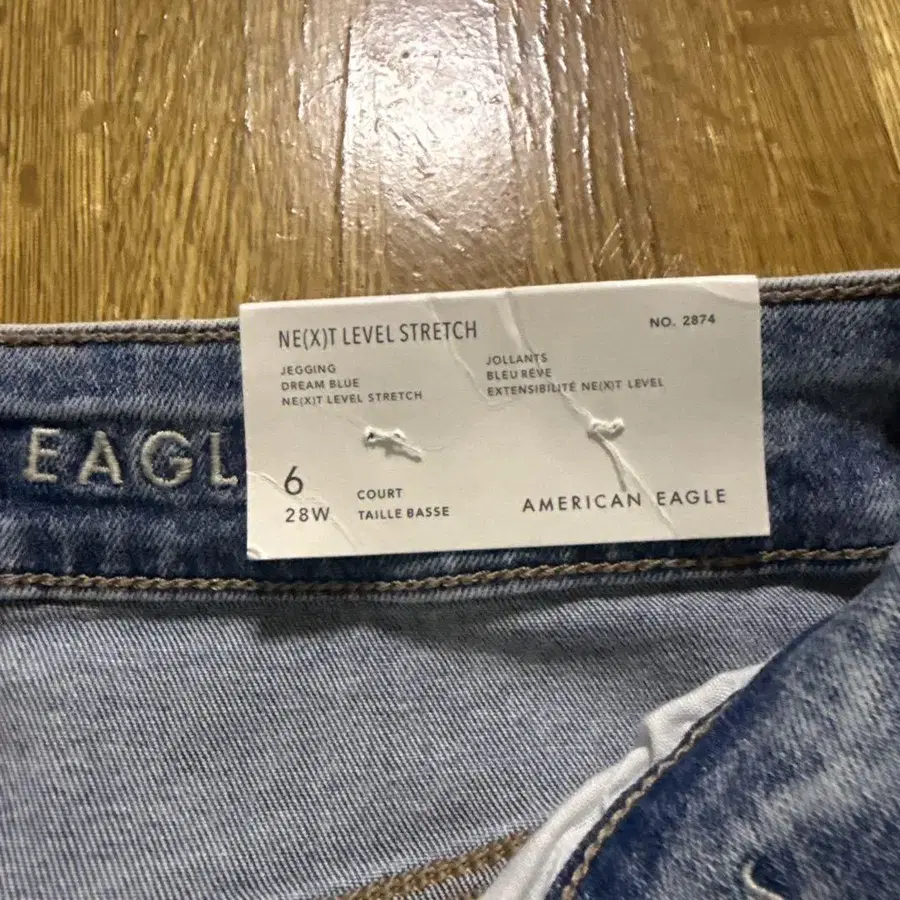 NE(X)T LEVEL STRETCH
NO. 2874
JEGGING
DREAM BLUE
NE(X)T LEVEL STRETCH
JOLLANTS
BLEU RÊVE
EXTENSIBILITÉ NE(X)T LEVEL
EAGL
6
28W
COURT
TAILLE BASSE
AMERICAN EAGLE